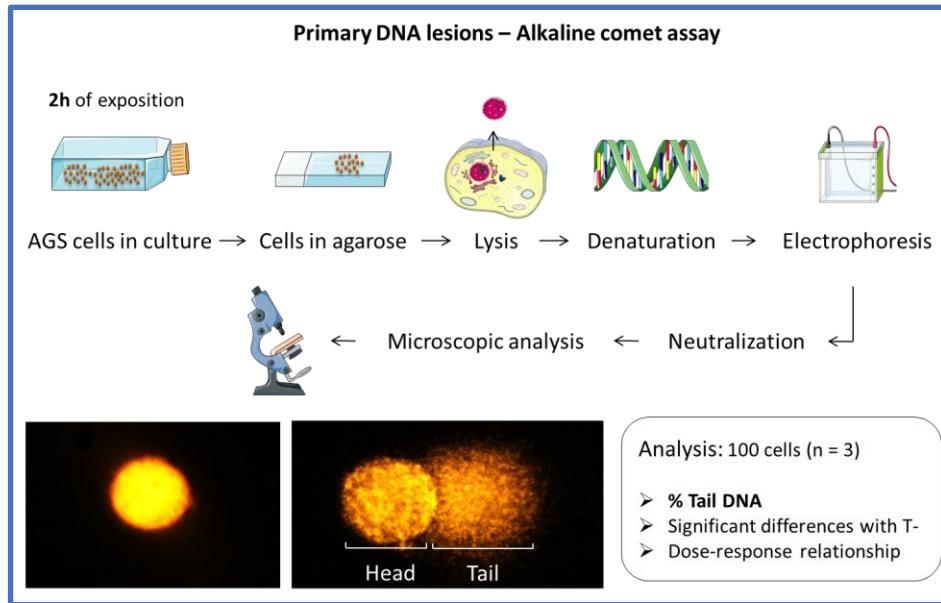 Primary DNA lesions – Alkaline comet assay
2h of exposition
AGS cells in culture → Cells in agarose → Lysis → Denaturation → Electrophoresis
← Microscopic analysis ← Neutralization ←
Analysis: 100 cells (n = 3)
➢ % Tail DNA
➢ Significant differences with T-
➢ Dose-response relationship
Head Tail